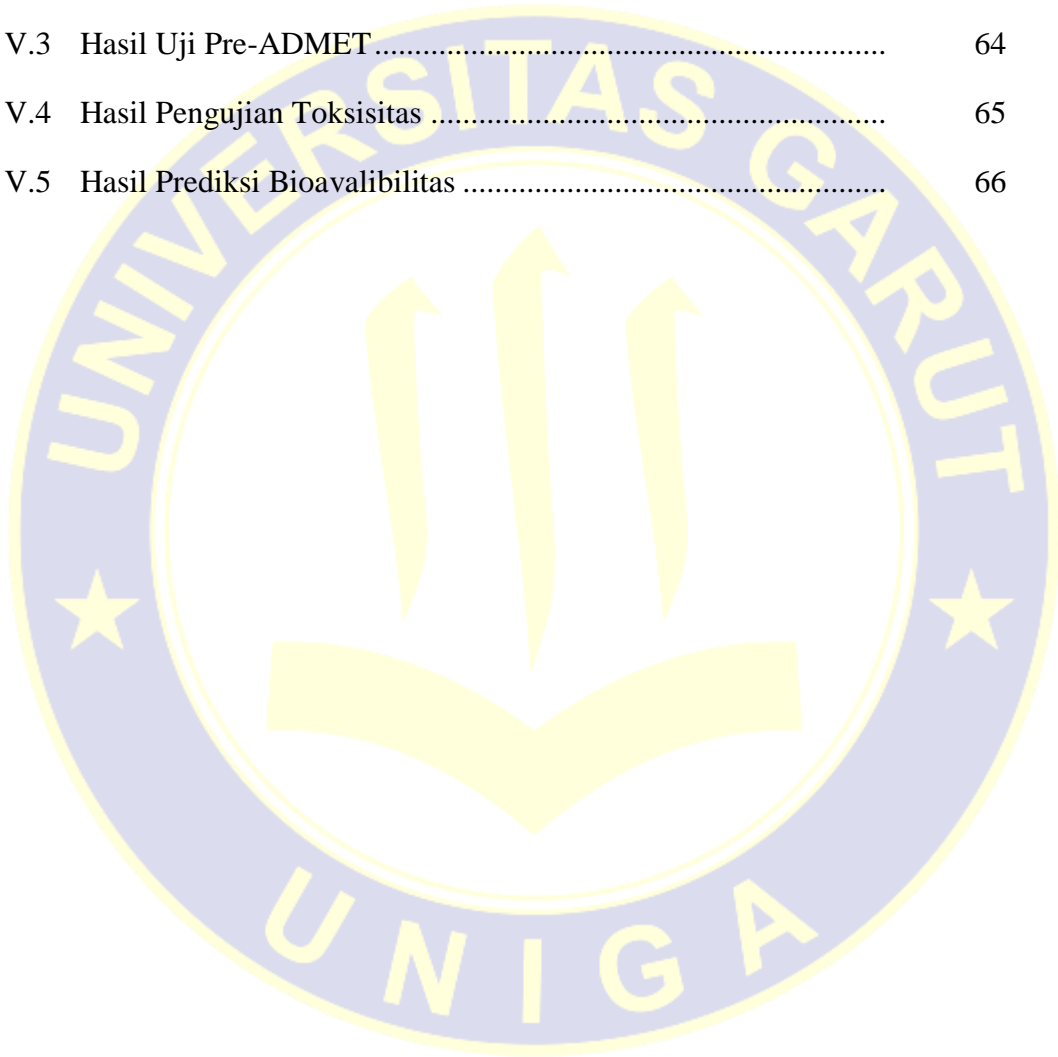 V.3 Hasil Uji Pre-ADMET............................................................ 64
V.4 Hasil Pengujian Toksisitas ..................................................... 65
V.5 Hasil Prediksi Bioavalibilitas ................................................. 66
UNIVERSITAS GARUT
UNIGA